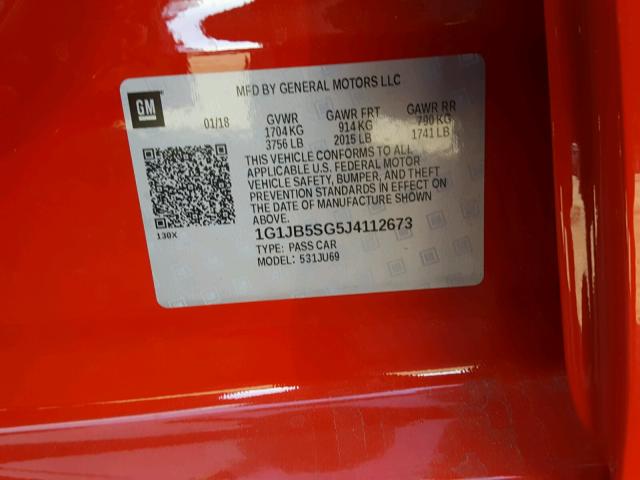 MFD BY GENERAL MOTORS LLC
GM
01/18 GVWR GAWR FRT GAWR RR
1704 KG 914 KG 790 KG
3756 LB 2015 LB 1741 LB
THIS VEHICLE CONFORMS TO ALL
APPLICABLE U.S. FEDERAL MOTOR
VEHICLE SAFETY, BUMPER, AND THEFT
PREVENTION STANDARDS IN EFFECT ON
THE DATE OF MANUFACTURE SHOWN
ABOVE.
130X
1G1JB5SG5J4112673
TYPE: PASS CAR
MODEL: 531JU69